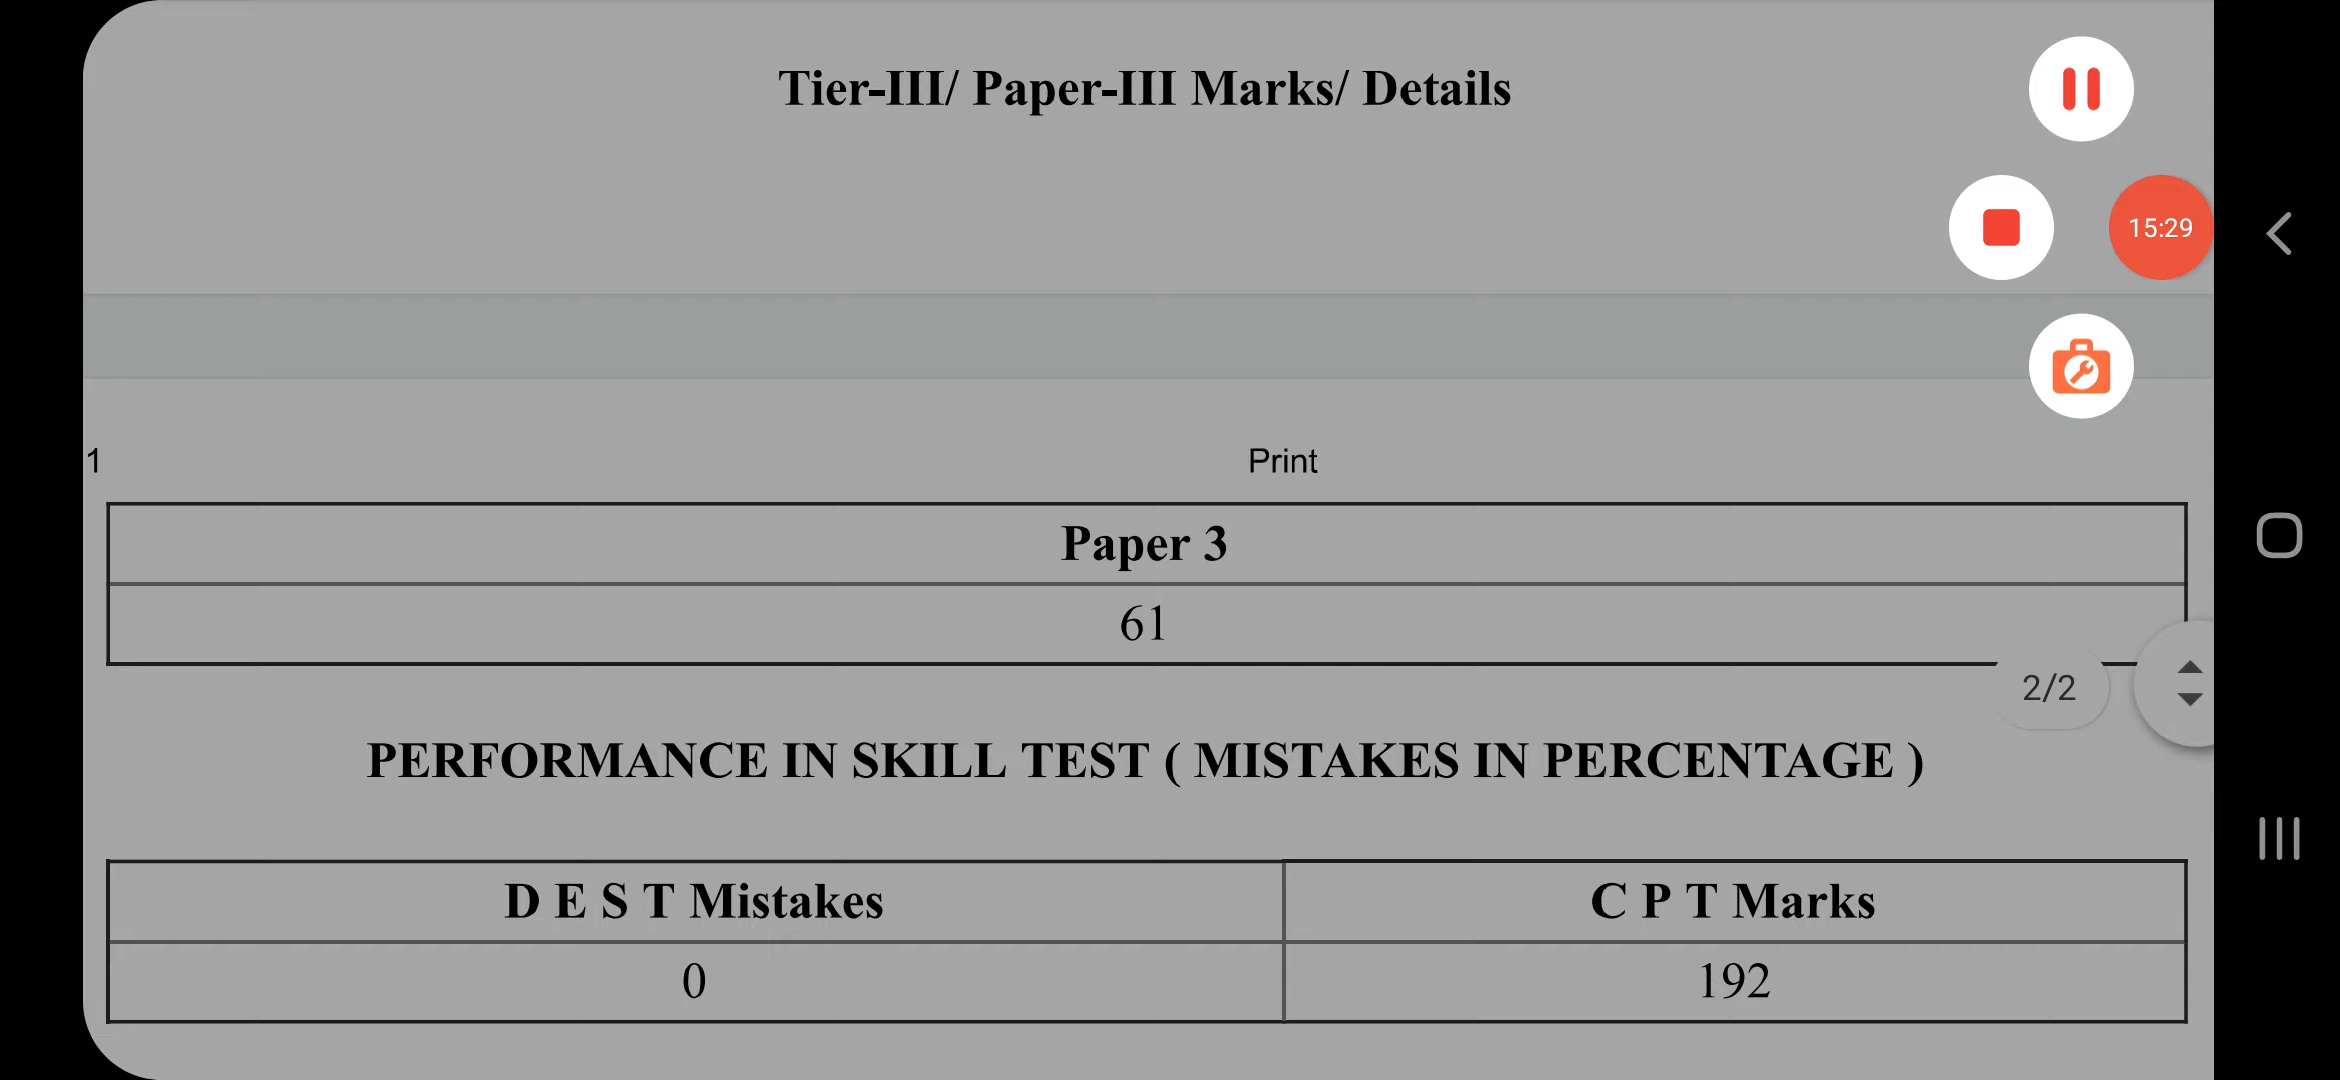 Tier-III/ Paper-III Marks/ Details
15:29
1
Print
Paper 3
61
2/2
PERFORMANCE IN SKILL TEST ( MISTAKES IN PERCENTAGE )
D E S T Mistakes
C P T Marks
0
192